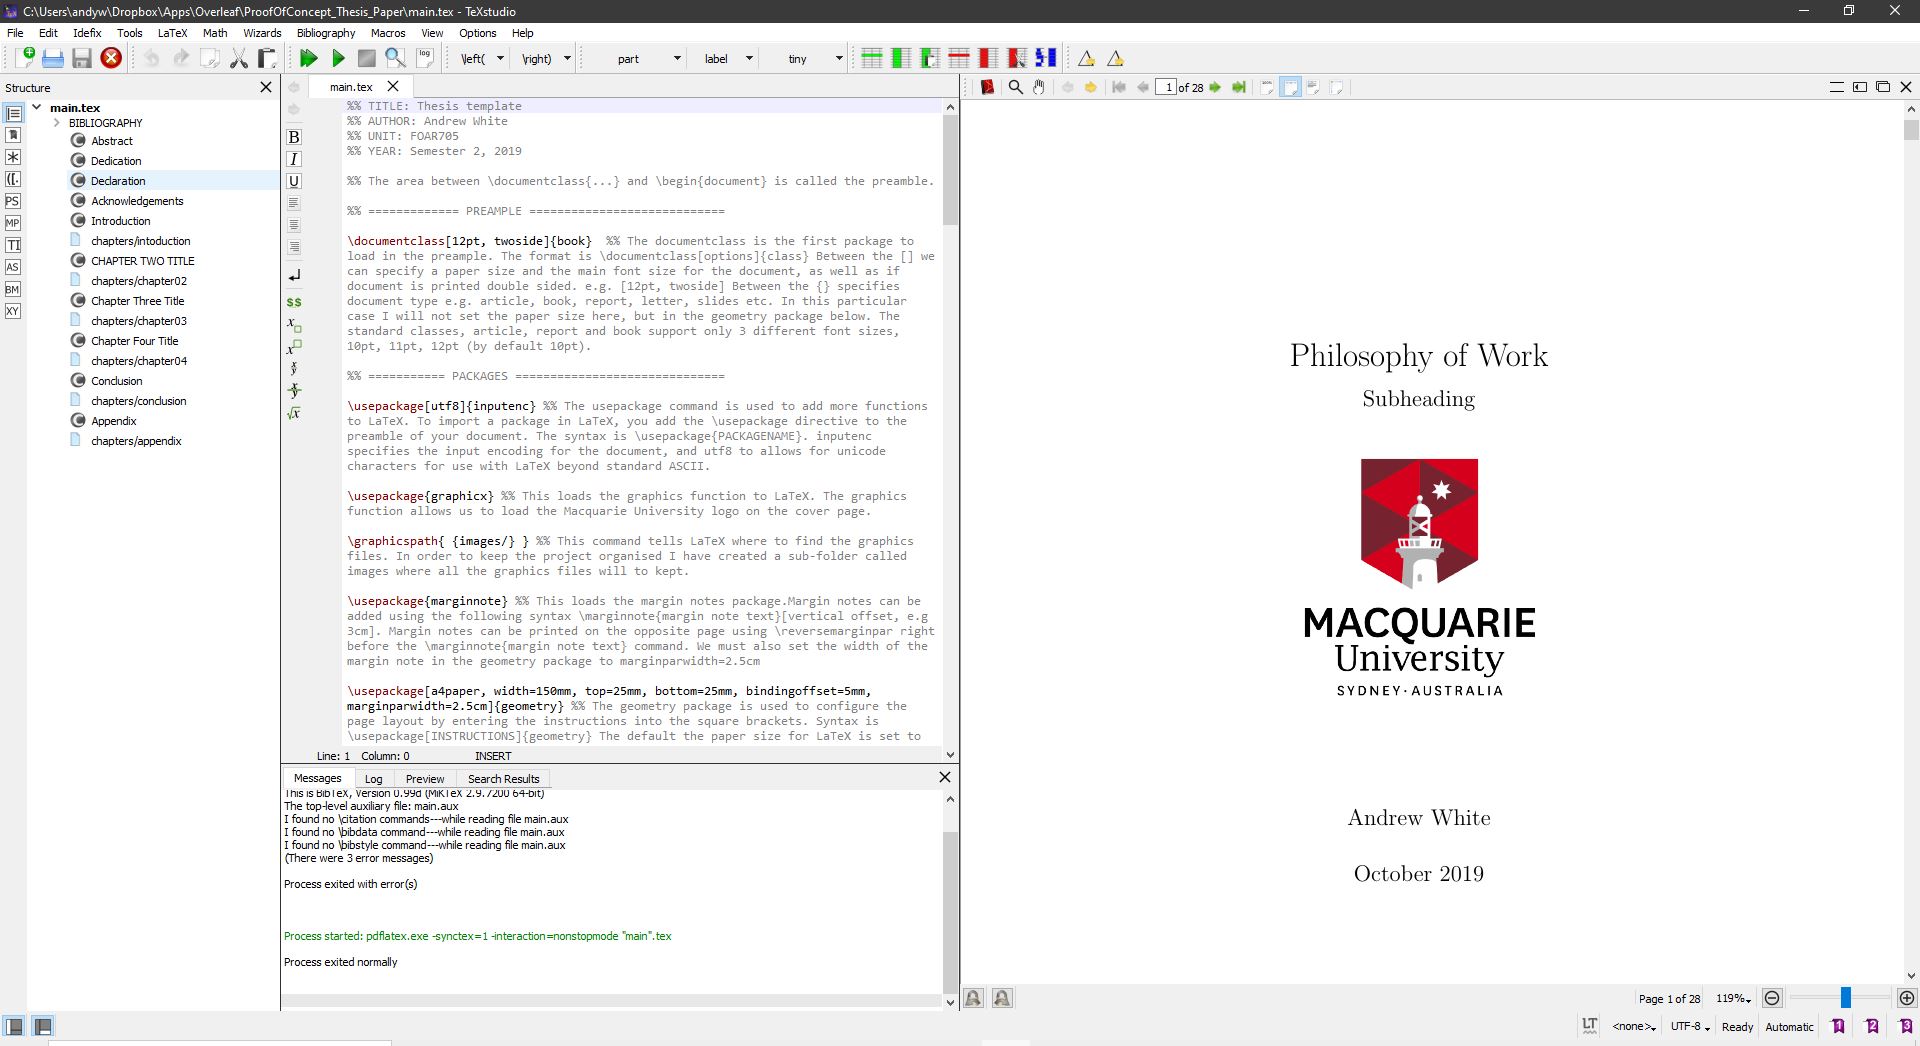 C:\Users\andyw\Dropbox\Apps\Overleaf\ProofOfConcept_Thesis_Paper\main.tex - TeXstudio
File Edit Idefix Tools LaTeX Math Wizards Bibliography Macros View Options Help
log \left( \right) part label tiny
Structure
main.tex
BIBLIOGRAPHY
Abstract
Dedication
Declaration
Acknowledgements
Introduction
chapters/intoduction
CHAPTER TWO TITLE
chapters/chapter02
Chapter Three Title
chapters/chapter03
Chapter Four Title
chapters/chapter04
Conclusion
chapters/conclusion
Appendix
chapters/appendix
PS
MP
TI
AS
BM
XY
main.tex
B
I
U
$$
%% TITLE: Thesis template
%% AUTHOR: Andrew White
%% UNIT: FOAR705
%% YEAR: Semester 2, 2019
%% The area between \documentclass{...} and \begin{document} is called the preamble.
%% ============= PREAMPLE ============================
\documentclass[12pt, twoside]{book}  %% The documentclass is the first package to
load in the preamble. The format is \documentclass[options]{class} Between the [] we
can specify a paper size and the main font size for the document, as well as if
document is printed double sided. e.g. [12pt, twoside] Between the {} specifies
document type e.g. article, book, report, letter, slides etc. In this particular
case I will not set the paper size here, but in the geometry package below. The
standard classes, article, report and book support only 3 different font sizes,
10pt, 11pt, 12pt (by default 10pt).
%% =========== PACKAGES ==============================
\usepackage[utf8]{inputenc} %% The usepackage command is used to add more functions
to LaTeX. To import a package in LaTeX, you add the \usepackage directive to the
preamble of your document. The syntax is \usepackage{PACKAGENAME}. inputenc
specifies the input encoding for the document, and utf8 to allows for unicode
characters for use with LaTeX beyond standard ASCII.
\usepackage{graphicx} %% This loads the graphics function to LaTeX. The graphics
function allows us to load the Macquarie University logo on the cover page.
\graphicspath{ {images/} } %% This command tells LaTeX where to find the graphics
files. In order to keep the project organised I have created a sub-folder called
images where all the graphics files will to kept.
\usepackage{marginnote} %% This loads the margin notes package.Margin notes can be
added using the following syntax \marginnote{margin note text}[vertical offset, e.g
3cm]. Margin notes can be printed on the opposite page using \reversemarginpar right
before the \marginnote{margin note text} command. We must also set the width of the
margin note in the geometry package to marginparwidth=2.5cm
\usepackage[a4paper, width=150mm, top=25mm, bottom=25mm, bindingoffset=5mm,
marginparwidth=2.5cm]{geometry} %% The geometry package is used to configure the
page layout by entering the instructions into the square brackets. Syntax is
\usepackage[INSTRUCTIONS]{geometry} The default the paper size for LaTeX is set to
Line: 1 Column: 0 INSERT
Messages Log Preview Search Results
This is BibTeX, Version 0.99d (MiKTeX 2.9.7200 64-bit)
The top-level auxiliary file: main.aux
I found no \citation commands---while reading file main.aux
I found no \bibdata command---while reading file main.aux
I found no \bibstyle command---while reading file main.aux
(There were 3 error messages)
Process exited with error(s)
Process started: pdflatex.exe -synctex=1 -interaction=nonstopmode "main".tex
Process exited normally
1 of 28
Philosophy of Work
Subheading
MACQUARIE
University
SYDNEY·AUSTRALIA
Andrew White
October 2019
Page 1 of 28 119%
LT <none> UTF-8 Ready Automatic 1 2 3